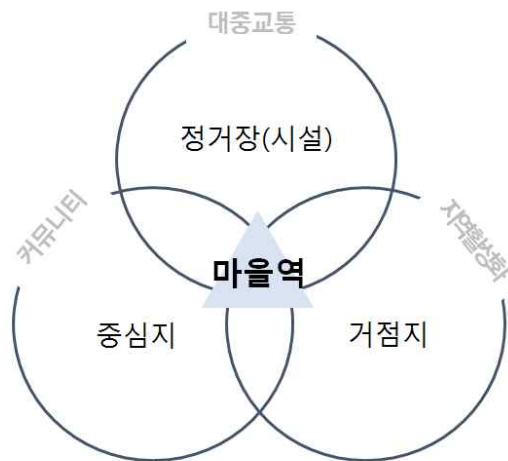 대중교통
정거장(시설)
커뮤니티
지역활성화
마을역
중심지
거점지